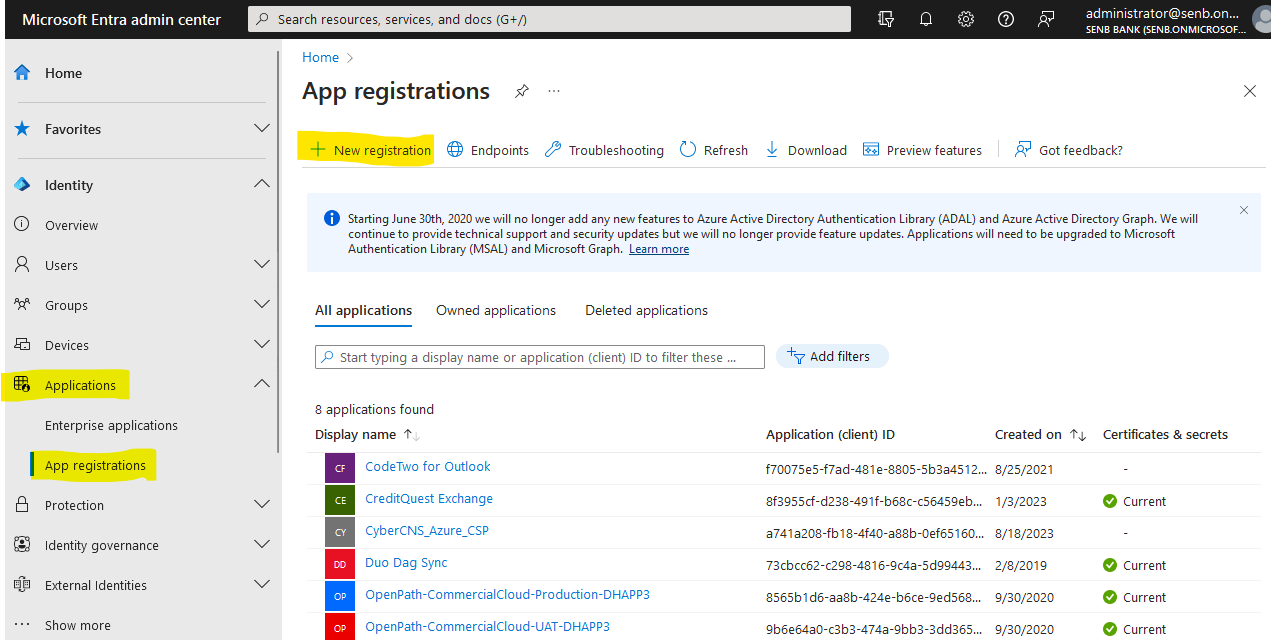 Microsoft Entra admin center
Search resources, services, and docs (G+/)
administrator@senb.on...
SENB BANK (SENB.ONMICROSOF...
Home
Favorites
Identity
Overview
Users
Groups
Devices
Applications
Enterprise applications
App registrations
Protection
Identity governance
External Identities
Show more
Home
App registrations
New registration
Endpoints
Troubleshooting
Refresh
Download
Preview features
Got feedback?
Starting June 30th, 2020 we will no longer add any new features to Azure Active Directory Authentication Library (ADAL) and Azure Active Directory Graph. We will
continue to provide technical support and security updates but we will no longer provide feature updates. Applications will need to be upgraded to Microsoft
Authentication Library (MSAL) and Microsoft Graph. Learn more
All applications Owned applications Deleted applications
Start typing a display name or application (client) ID to filter these ...
Add filters
8 applications found
Display name Application (client) ID Created on Certificates & secrets
CF CodeTwo for Outlook f70075e5-f7ad-481e-8805-5b3a4512... 8/25/2021 -
CE CreditQuest Exchange 8f3955cf-d238-491f-b68c-c56459eb... 1/3/2023 Current
CY CyberCNS_Azure_CSP a741a208-fb18-4f40-a88b-0ef65160... 8/18/2023 -
DD Duo Dag Sync 73cbcc62-c298-4816-9c4a-5d99443... 2/8/2019 Current
OP OpenPath-CommercialCloud-Production-DHAPP3 8565b1d6-aa8b-424e-b6ce-9ed568... 9/30/2020 Current
OP OpenPath-CommercialCloud-UAT-DHAPP3 9b6e64a0-c3b3-474a-9bb3-3dd365... 9/30/2020 Current